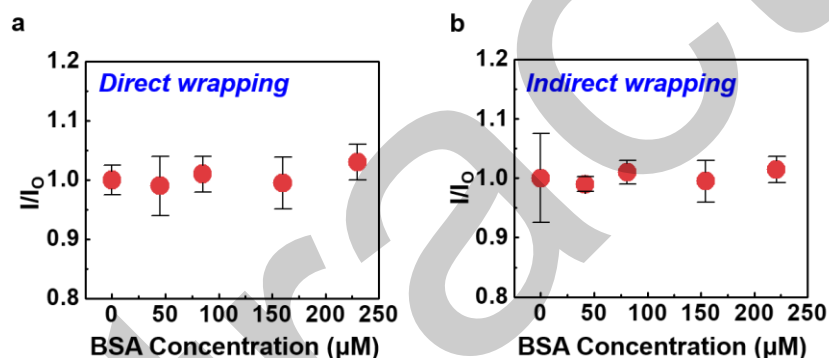 a
b
1.2
1.1
1.0
0.9
0.8
I/I_O
Direct wrapping
0 50 100 150 200 250
BSA Concentration (μM)
1.2
1.1
1.0
0.9
0.8
I/I_O
Indirect wrapping
0 50 100 150 200 250
BSA Concentration (μM)